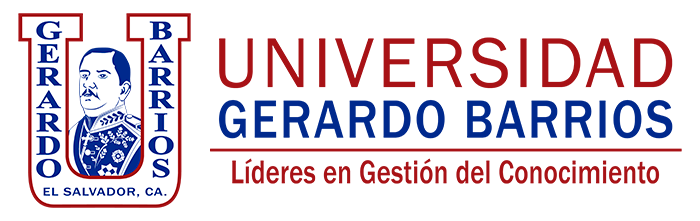 GERARDO
BARRIOS
EL SALVADOR, CA.
UNIVERSIDAD
GERARDO BARRIOS
Líderes en Gestión del Conocimiento